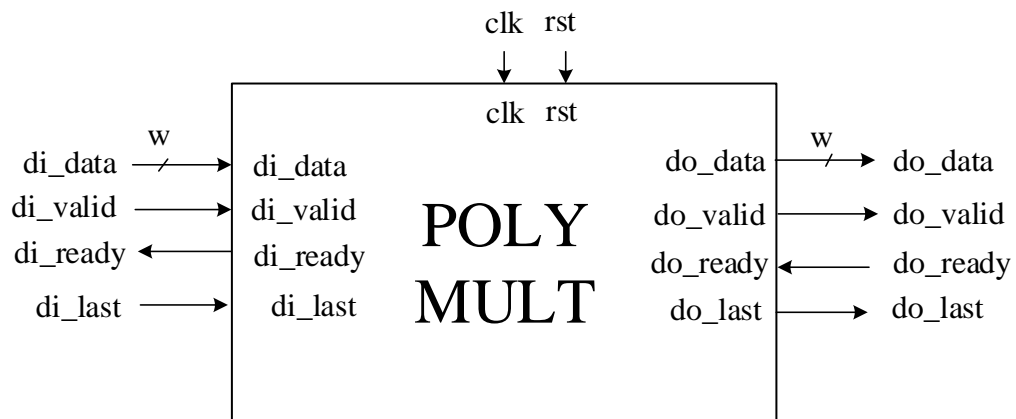 clk rst
clk rst
w
di_data di_data do_data w do_data
di_valid di_valid do_valid do_valid
di_ready di_ready do_ready do_ready
di_last di_last do_last do_last
POLY
MULT